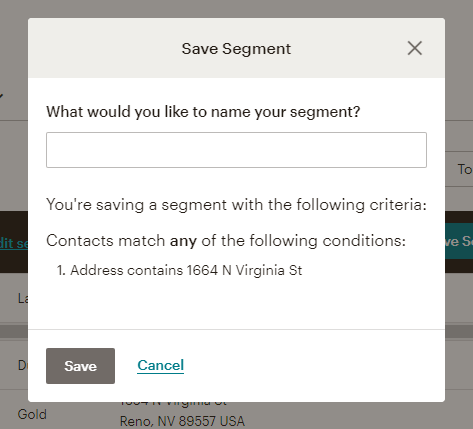 Save Segment
What would you like to name your segment?
To
You're saving a segment with the following criteria:
Contacts match any of the following conditions:
1. Address contains 1664 N Virginia St
Save
Cancel
Gold
Reno, NV 89557 USA